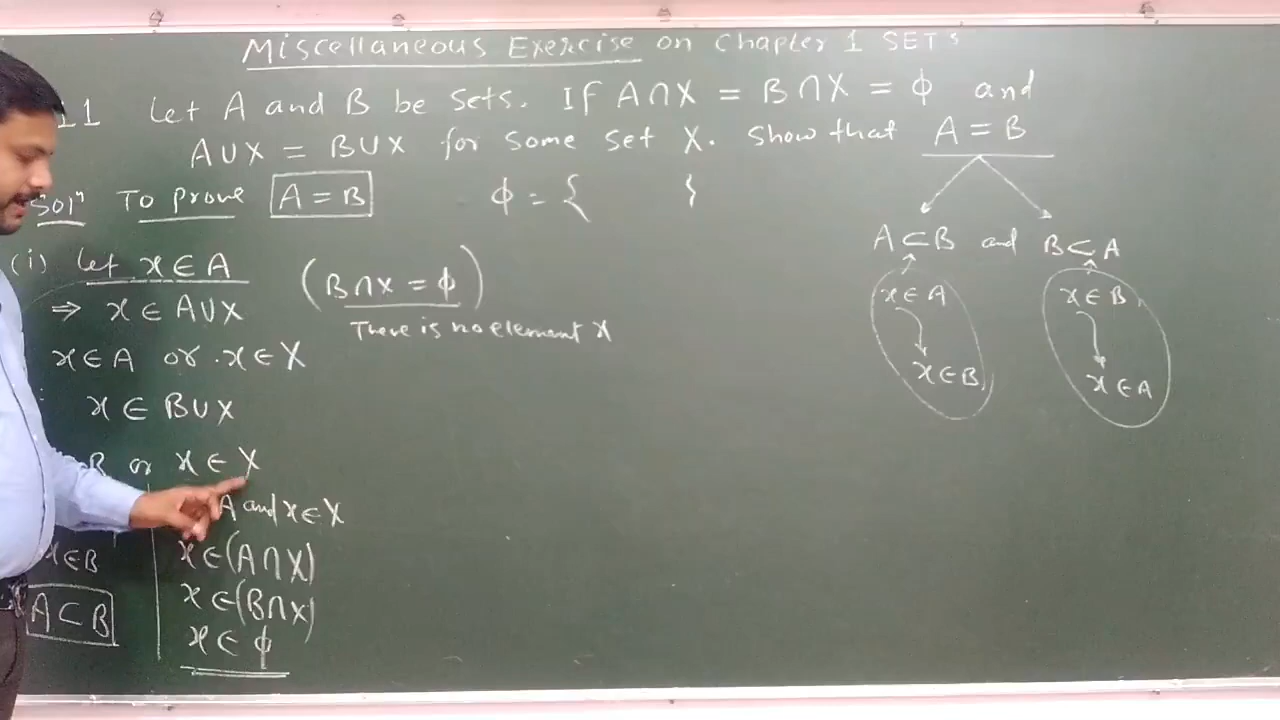 Miscellaneous Exercise on Chapter 1 SETs
11 Let A and B be sets. If A∩X = B∩X = ϕ and
A∪X = B∪X for some set X. Show that A = B
Solⁿ To prove A = B ϕ = { }
A⊂B and B⊂A
(i) Let x∈A (B∩X = ϕ)
x∈A x∈B
⇒ x ∈ A∪X There is no element x
x∈A or x∈X
x∈B x∈A
x ∈ B∪X
B or x ∈ X
A and x∈X
x∈B x∈(A∩X)
A⊂B x∈(B∩X)
x∈ ϕ